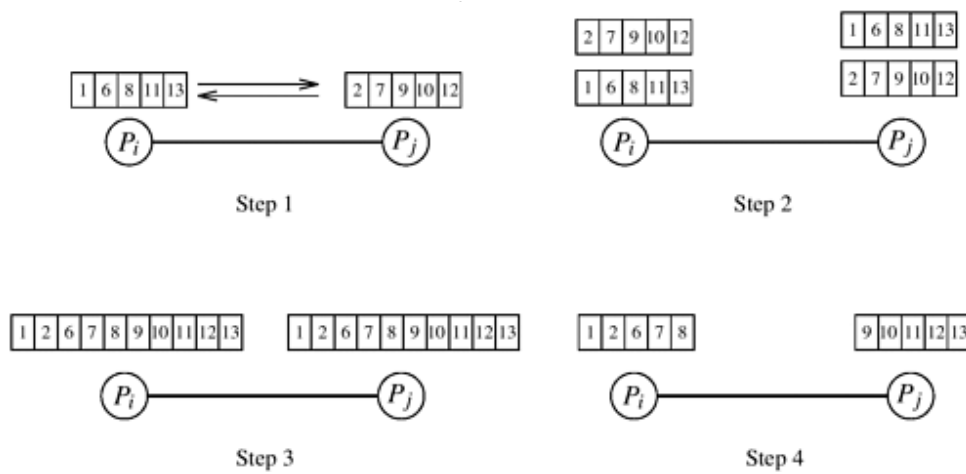 2 7 9 10 12
1 6 8 11 13
1 6 8 11 13
2 7 9 10 12
1 6 8 11 13
2 7 9 10 12
Pi
Pj
Pi
Pj
Step 1
Step 2
1 2 6 7 8 9 10 11 12 13
1 2 6 7 8 9 10 11 12 13
1 2 6 7 8
9 10 11 12 13
Pi
Pj
Pi
Pj
Step 3
Step 4